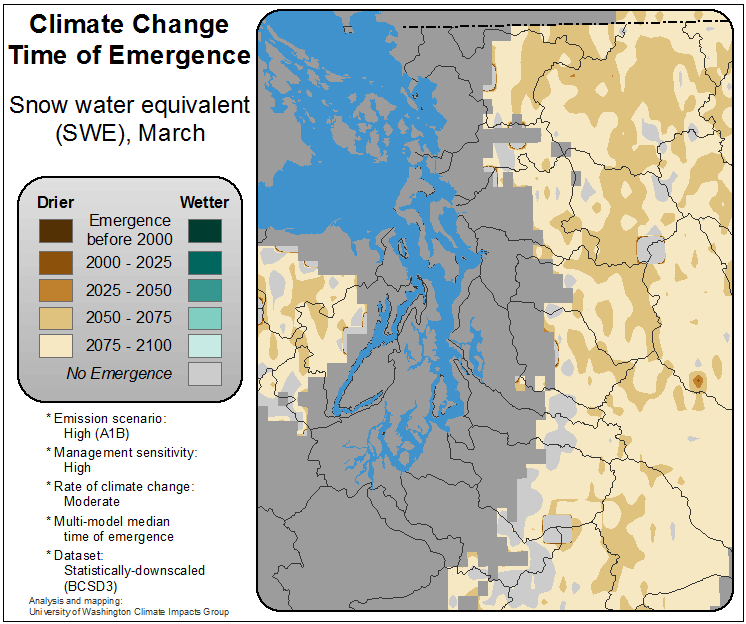 Climate Change
Time of Emergence
Snow water equivalent
(SWE), March
Drier Wetter
Emergence
before 2000
2000 - 2025
2025 - 2050
2050 - 2075
2075 - 2100
No Emergence
* Emission scenario:
High (A1B)
* Management sensitivity:
High
* Rate of climate change:
Moderate
* Multi-model median
time of emergence
* Dataset:
Statistically-downscaled
(BCSD3)
Analysis and mapping:
University of Washington Climate Impacts Group